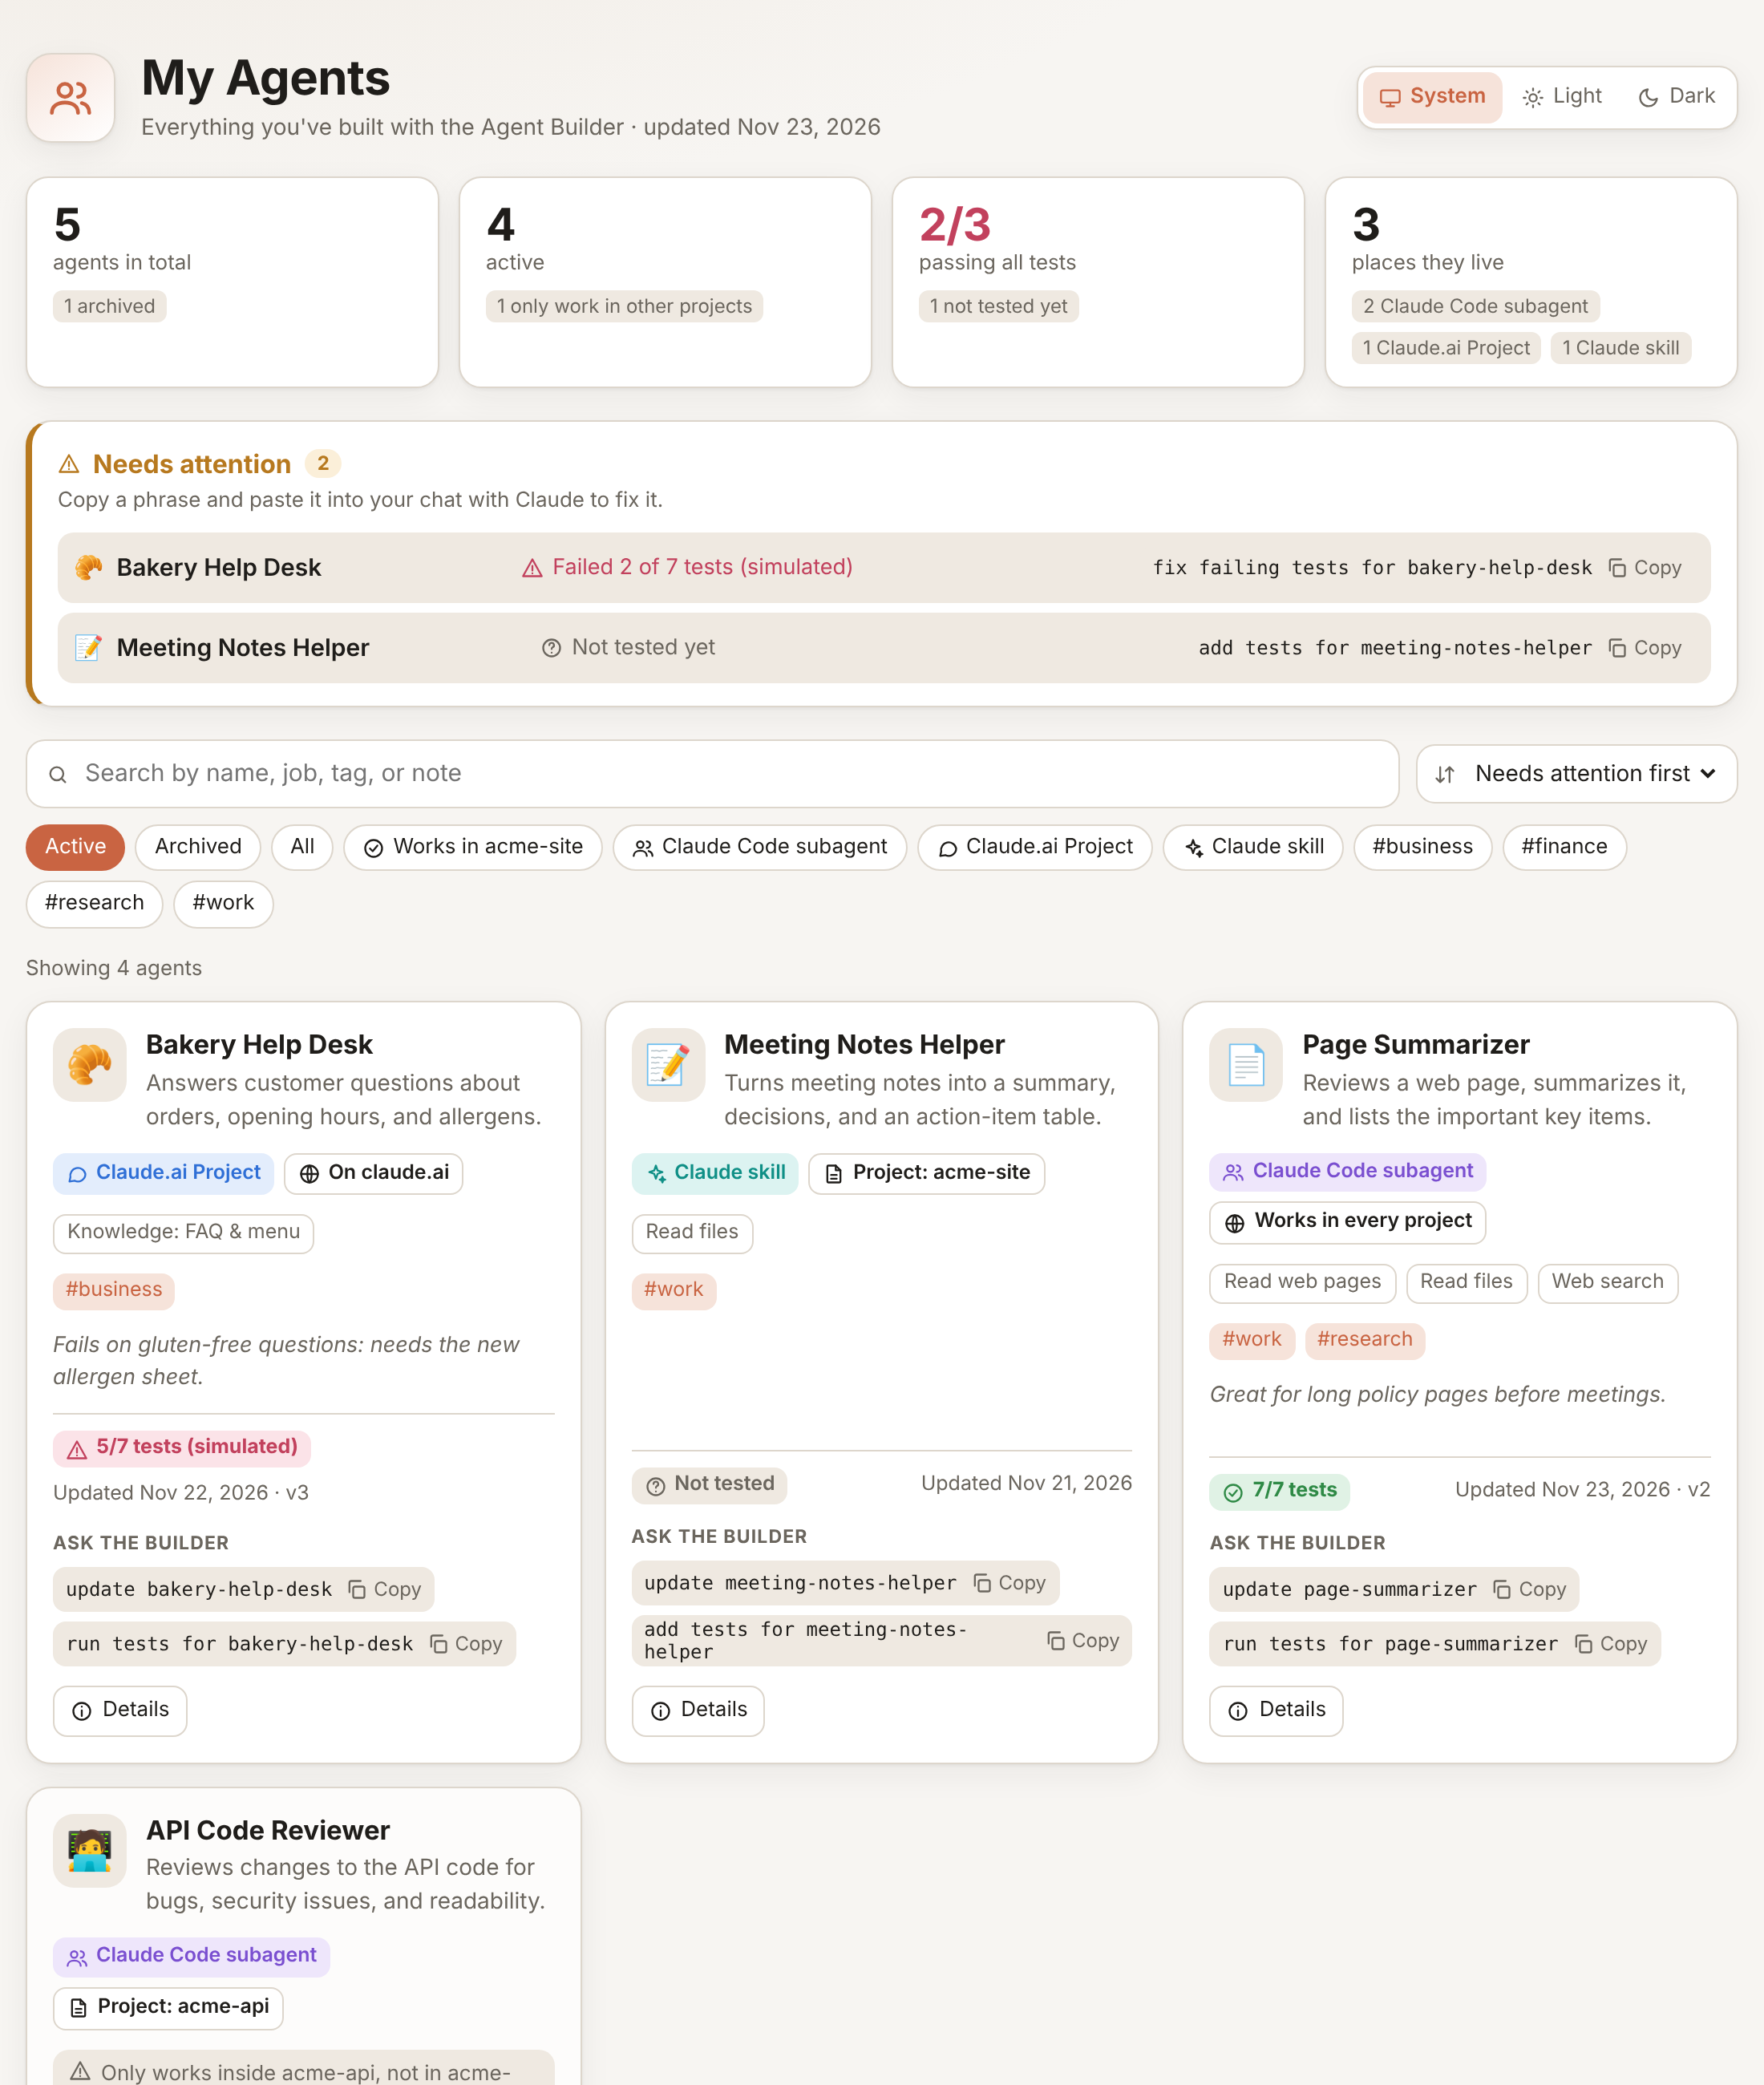 My Agents
Everything you've built with the Agent Builder · updated Nov 23, 2026
System
Light
Dark
5
agents in total
1 archived
4
active
1 only work in other projects
2/3
passing all tests
1 not tested yet
3
places they live
2 Claude Code subagent
1 Claude.ai Project
1 Claude skill
Needs attention 2
Copy a phrase and paste it into your chat with Claude to fix it.
Bakery Help Desk
Failed 2 of 7 tests (simulated)
fix failing tests for bakery-help-desk
Copy
Meeting Notes Helper
Not tested yet
add tests for meeting-notes-helper
Copy
Search by name, job, tag, or note
Needs attention first
Active
Archived
All
Works in acme-site
Claude Code subagent
Claude.ai Project
Claude skill
#business
#finance
#research
#work
Showing 4 agents
Bakery Help Desk
Answers customer questions about
orders, opening hours, and allergens.
Claude.ai Project
On claude.ai
Knowledge: FAQ & menu
#business
Fails on gluten-free questions: needs the new
allergen sheet.
5/7 tests (simulated)
Updated Nov 22, 2026 · v3
ASK THE BUILDER
update bakery-help-desk
Copy
run tests for bakery-help-desk
Copy
Details
Meeting Notes Helper
Turns meeting notes into a summary,
decisions, and an action-item table.
Claude skill
Project: acme-site
Read files
#work
Not tested
Updated Nov 21, 2026
ASK THE BUILDER
update meeting-notes-helper
Copy
add tests for meeting-notes-
helper
Copy
Details
Page Summarizer
Reviews a web page, summarizes it,
and lists the important key items.
Claude Code subagent
Works in every project
Read web pages
Read files
Web search
#work
#research
Great for long policy pages before meetings.
7/7 tests
Updated Nov 23, 2026 · v2
ASK THE BUILDER
update page-summarizer
Copy
run tests for page-summarizer
Copy
Details
API Code Reviewer
Reviews changes to the API code for
bugs, security issues, and readability.
Claude Code subagent
Project: acme-api
Only works inside acme-api, not in acme-